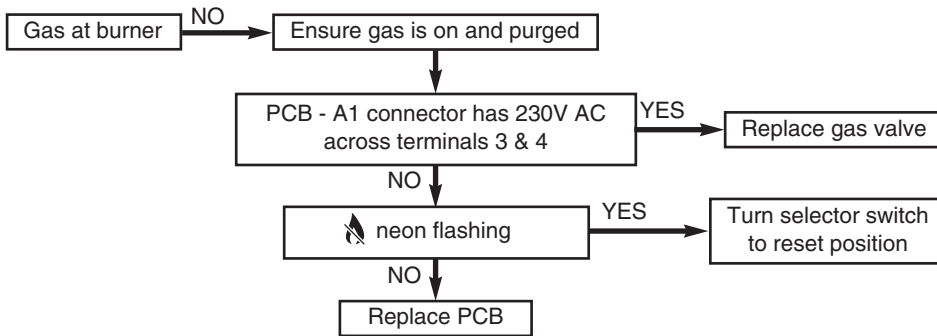 Gas at burner
NO
Ensure gas is on and purged
PCB - A1 connector has 230V AC
across terminals 3 & 4
YES
Replace gas valve
NO
neon flashing
YES
Turn selector switch
to reset position
NO
Replace PCB